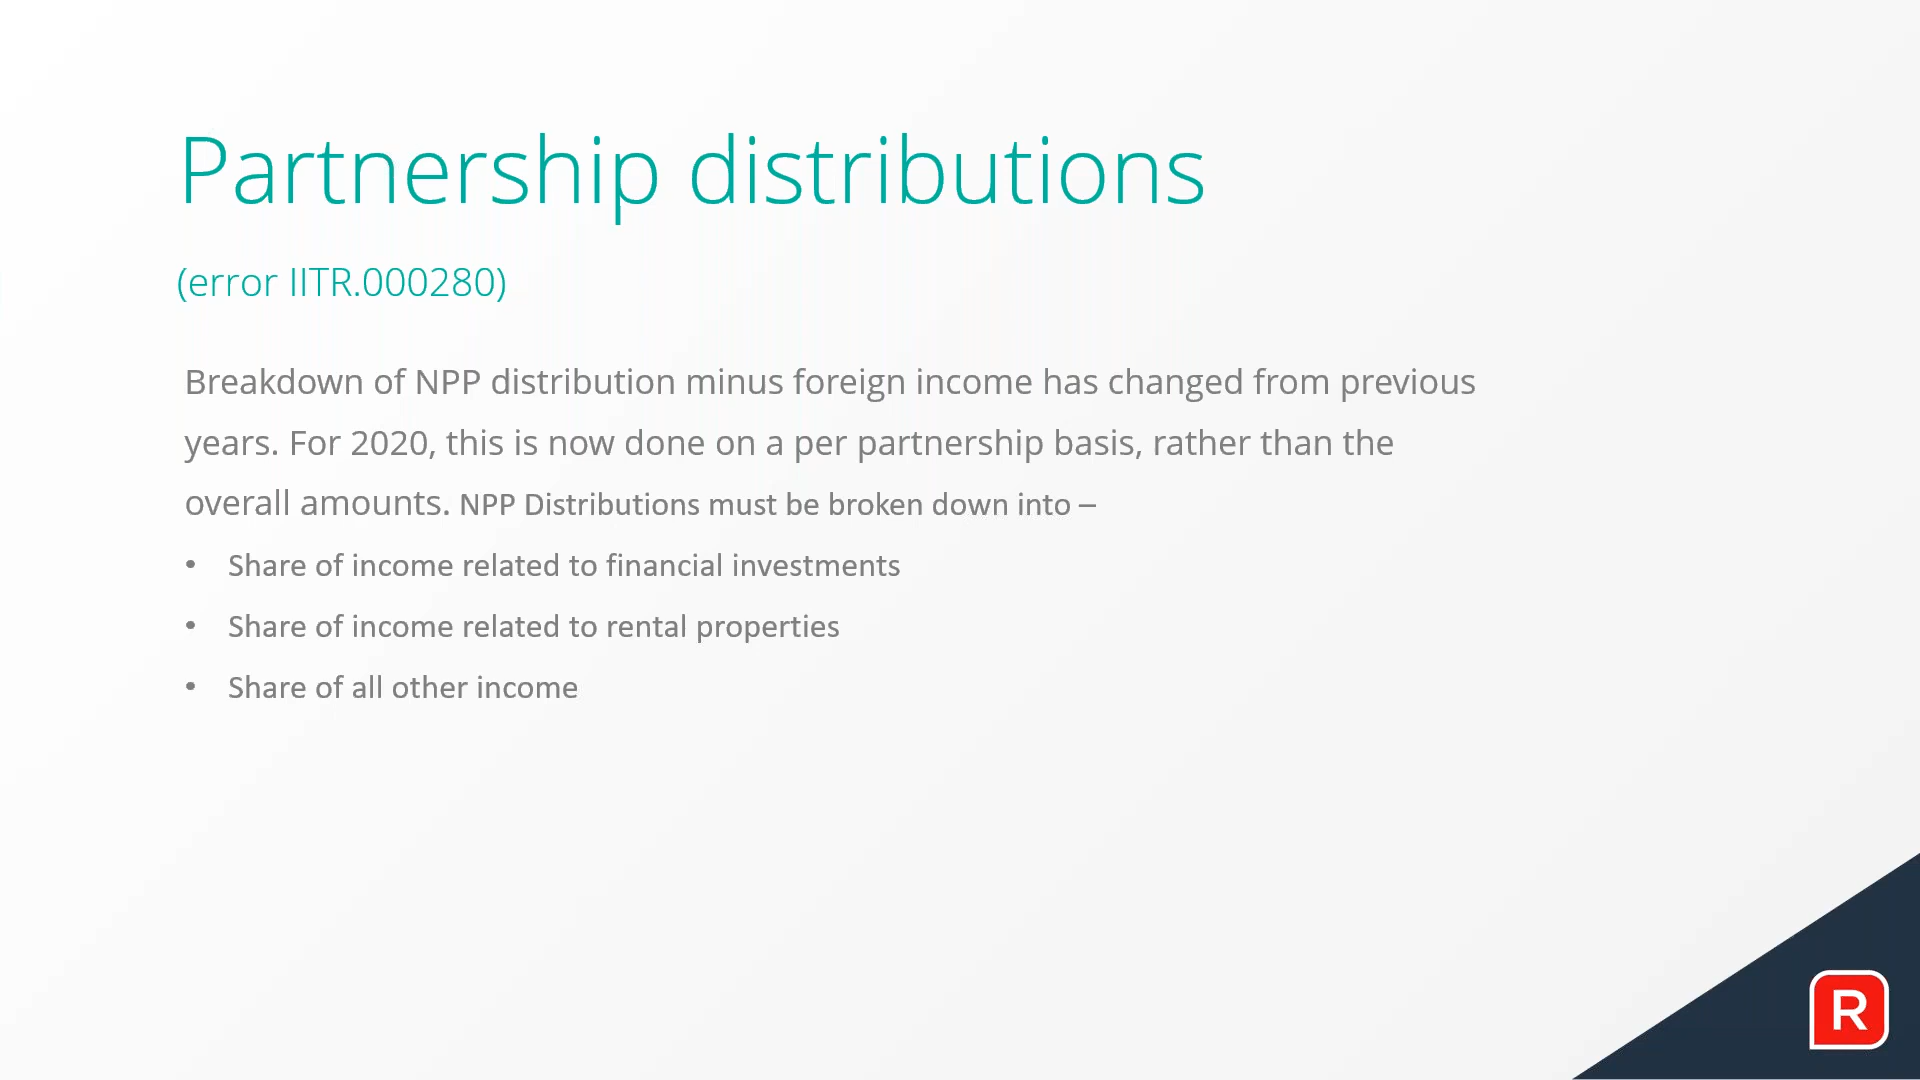 Partnership distributions
(error IITR.000280)
Breakdown of NPP distribution minus foreign income has changed from previous
years. For 2020, this is now done on a per partnership basis, rather than the
overall amounts. NPP Distributions must be broken down into –
• Share of income related to financial investments
• Share of income related to rental properties
• Share of all other income
R